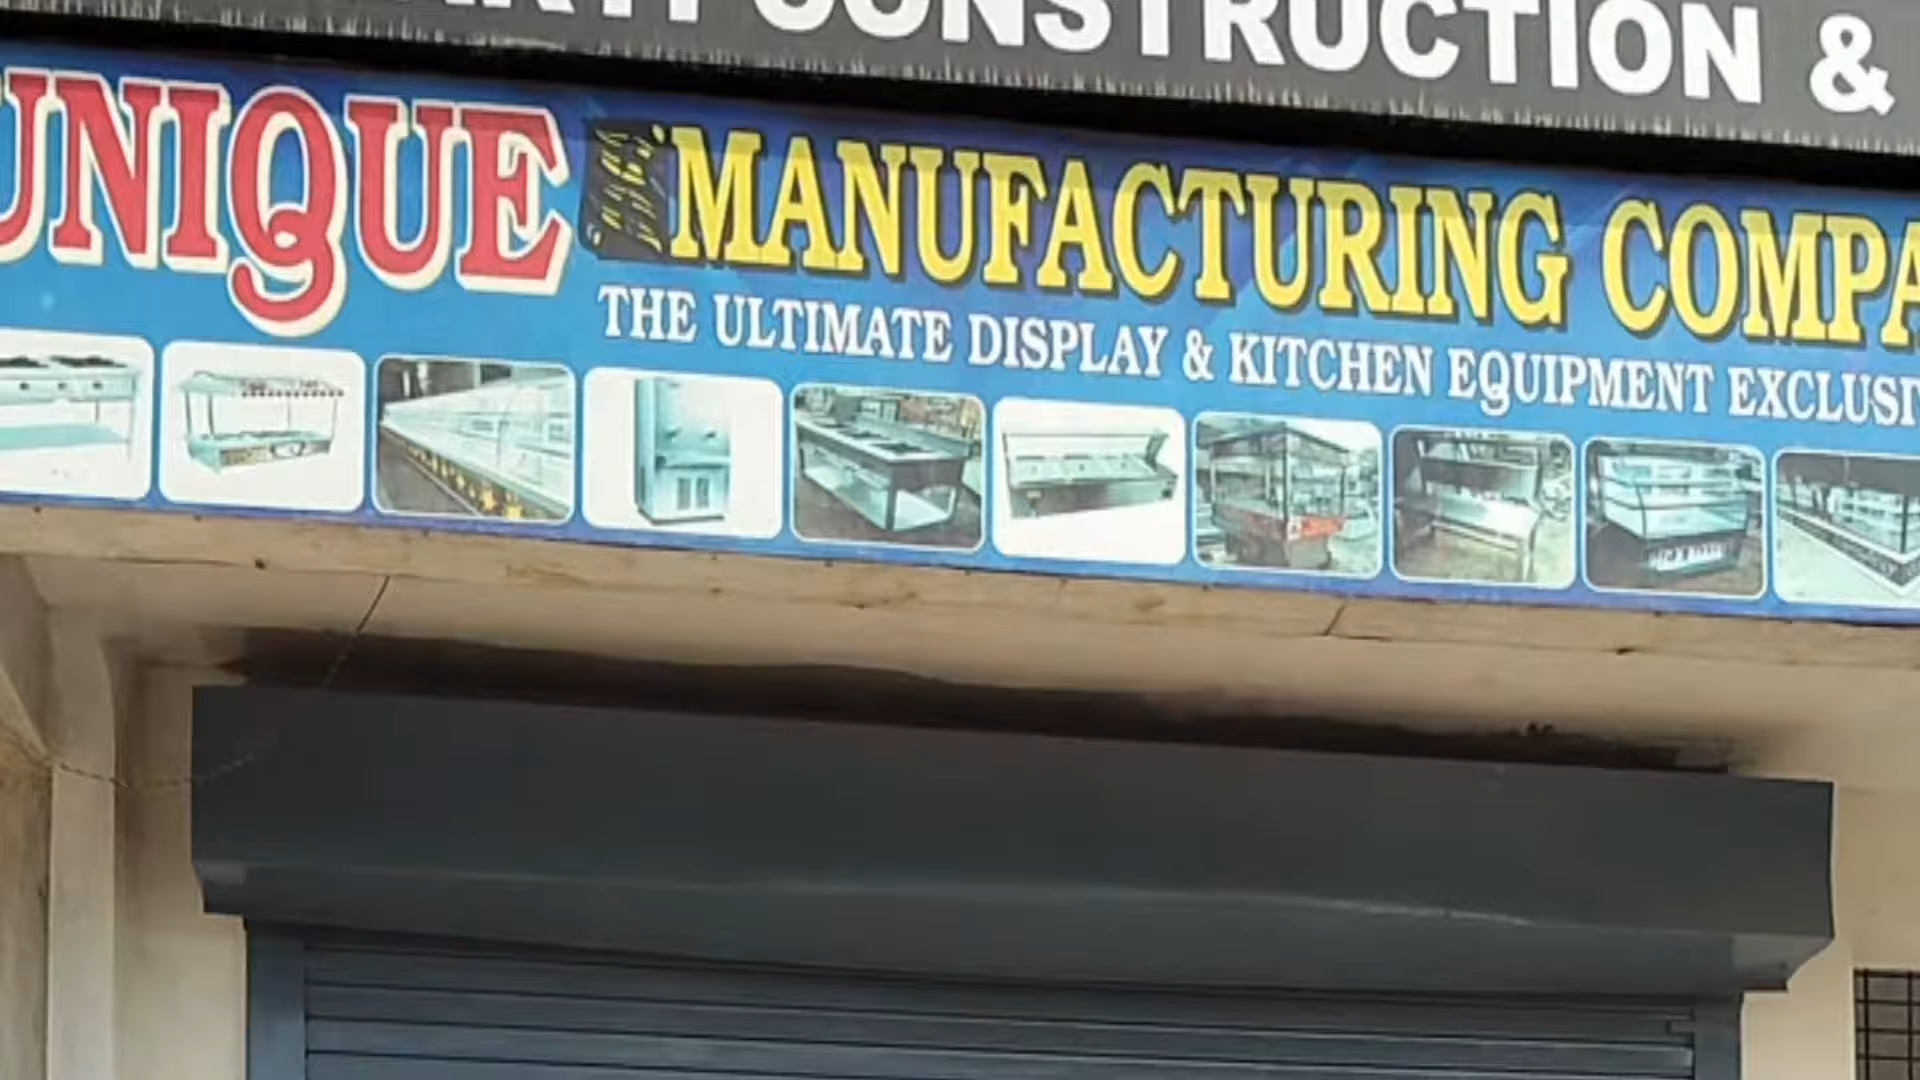 CONSTRUCTION &
UNIQUE MANUFACTURING COMPA
THE ULTIMATE DISPLAY & KITCHEN EQUIPMENT EXCLUSI